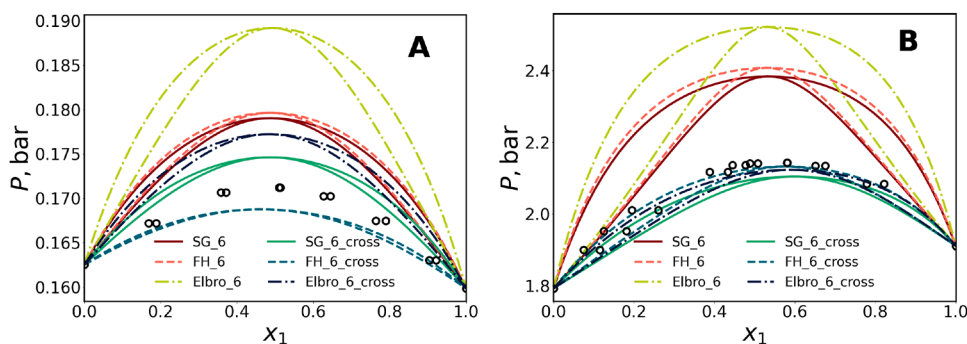 A
P, bar
0.190
0.185
0.180
0.175
0.170
0.165
0.160
SG_6
FH_6
Elbro_6
SG_6_cross
FH_6_cross
Elbro_6_cross
0.0 0.2 0.4 0.6 0.8 1.0
x₁
B
P, bar
2.4
2.2
2.0
1.8
SG_6
FH_6
Elbro_6
SG_6_cross
FH_6_cross
Elbro_6_cross
0.0 0.2 0.4 0.6 0.8 1.0
x₁